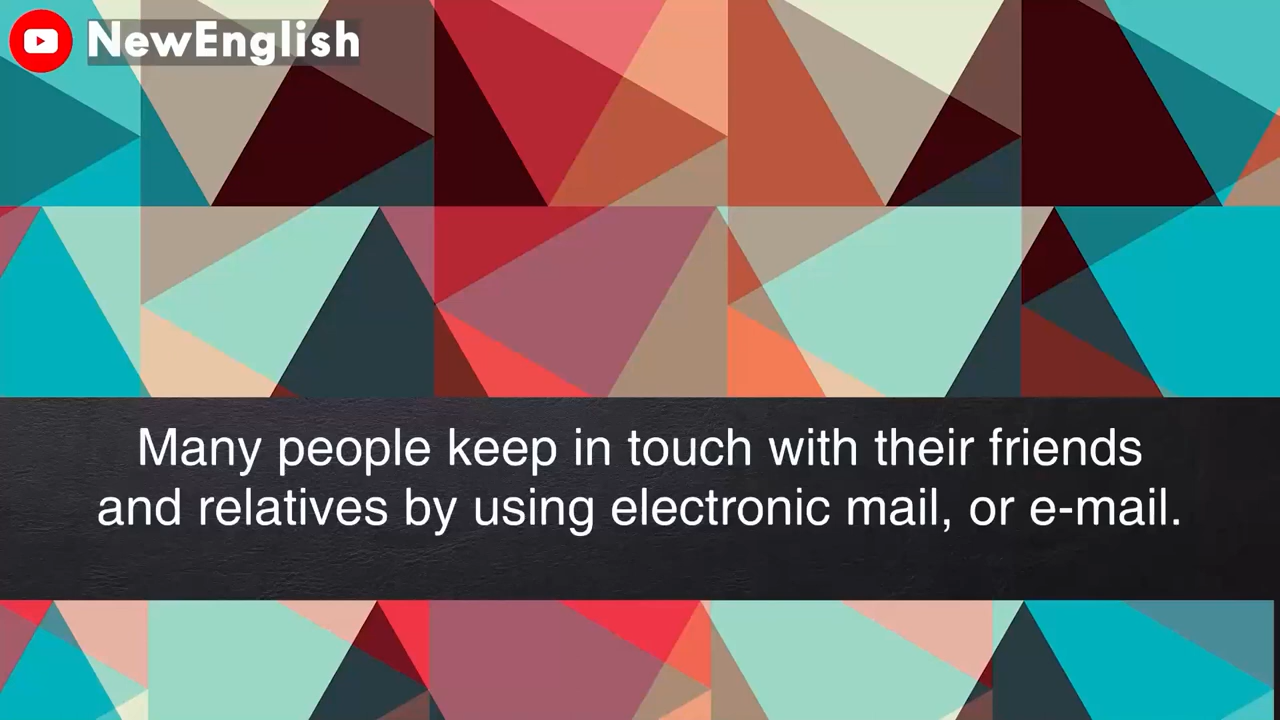 NewEnglish
Many people keep in touch with their friends
and relatives by using electronic mail, or e-mail.